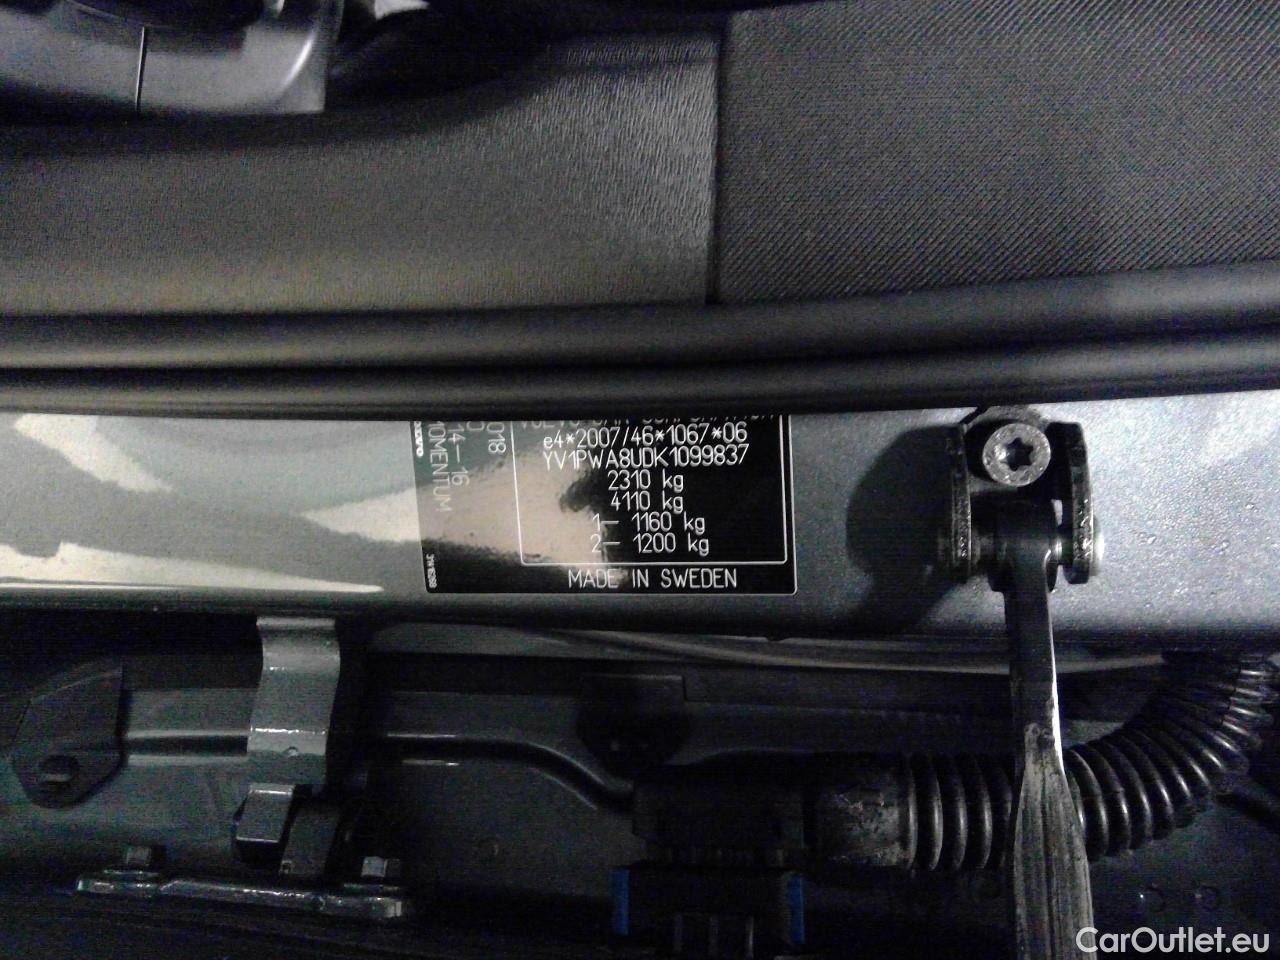 e4*2007/46*1067*06
YV1PWA8UDK1099837
2310 kg
4110 kg
1— 1160 kg
2— 1200 kg
MADE IN SWEDEN
018
14—16
MOMENTUM
CarOutlet.eu